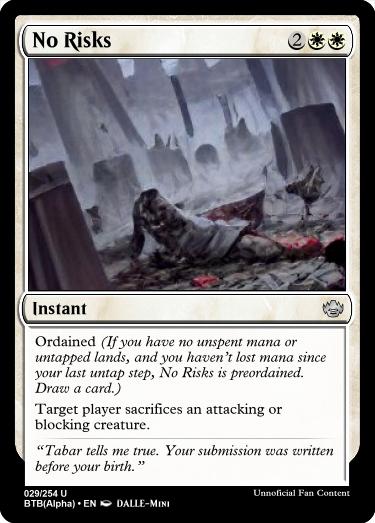 No Risks 2
Instant
Ordained (If you have no unspent mana or
untapped lands, and you haven't lost mana since
your last untap step, No Risks is preordained.
Draw a card.)
Target player sacrifices an attacking or
blocking creature.
"Tabar tells me true. Your submission was written
before your birth."
029/254 U
BTB(Alpha) • EN DALLE-Mini
Unofficial Fan Content